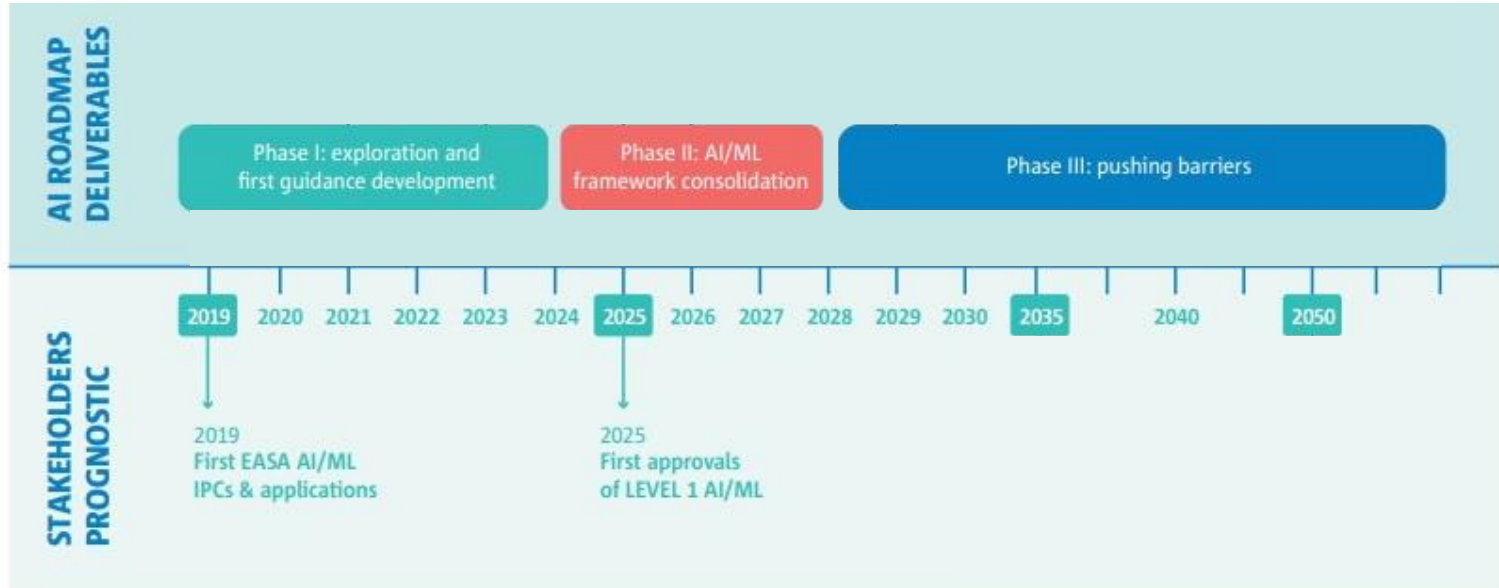 AI ROADMAP
DELIVERABLES
Phase I: exploration and
first guidance development
Phase II: AI/ML
framework consolidation
Phase III: pushing barriers
2019 2020 2021 2022 2023 2024 2025 2026 2027 2028 2029 2030 2035 2040 2050
STAKEHOLDERS
PROGNOSTIC
2019
First EASA AI/ML
IPCs & applications
2025
First approvals
of LEVEL 1 AI/ML